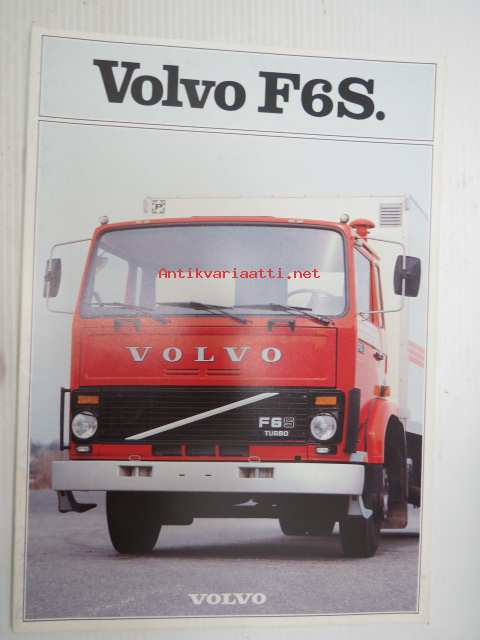 Volvo F6S.
P
Antikvariaatti.net
VOLVO
F6S
TURBO
VOLVO